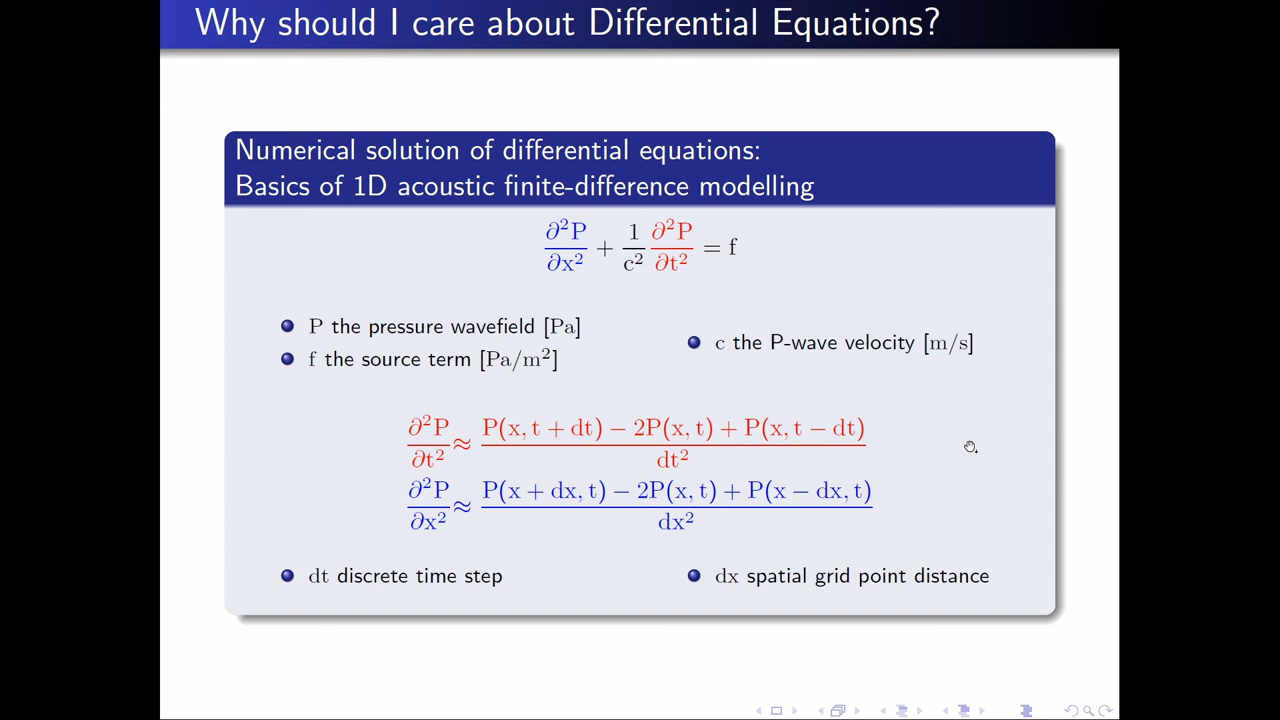 Why should I care about Differential Equations?
Numerical solution of differential equations:
Basics of 1D acoustic finite-difference modelling
∂²P/∂x² + 1/c² ∂²P/∂t² = f
P the pressure wavefield [Pa]
f the source term [Pa/m²]
c the P-wave velocity [m/s]
∂²P/∂t² ≈ P(x, t + dt) − 2P(x, t) + P(x, t − dt)/dt²
∂²P/∂x² ≈ P(x + dx, t) − 2P(x, t) + P(x − dx, t)/dx²
dt discrete time step
dx spatial grid point distance